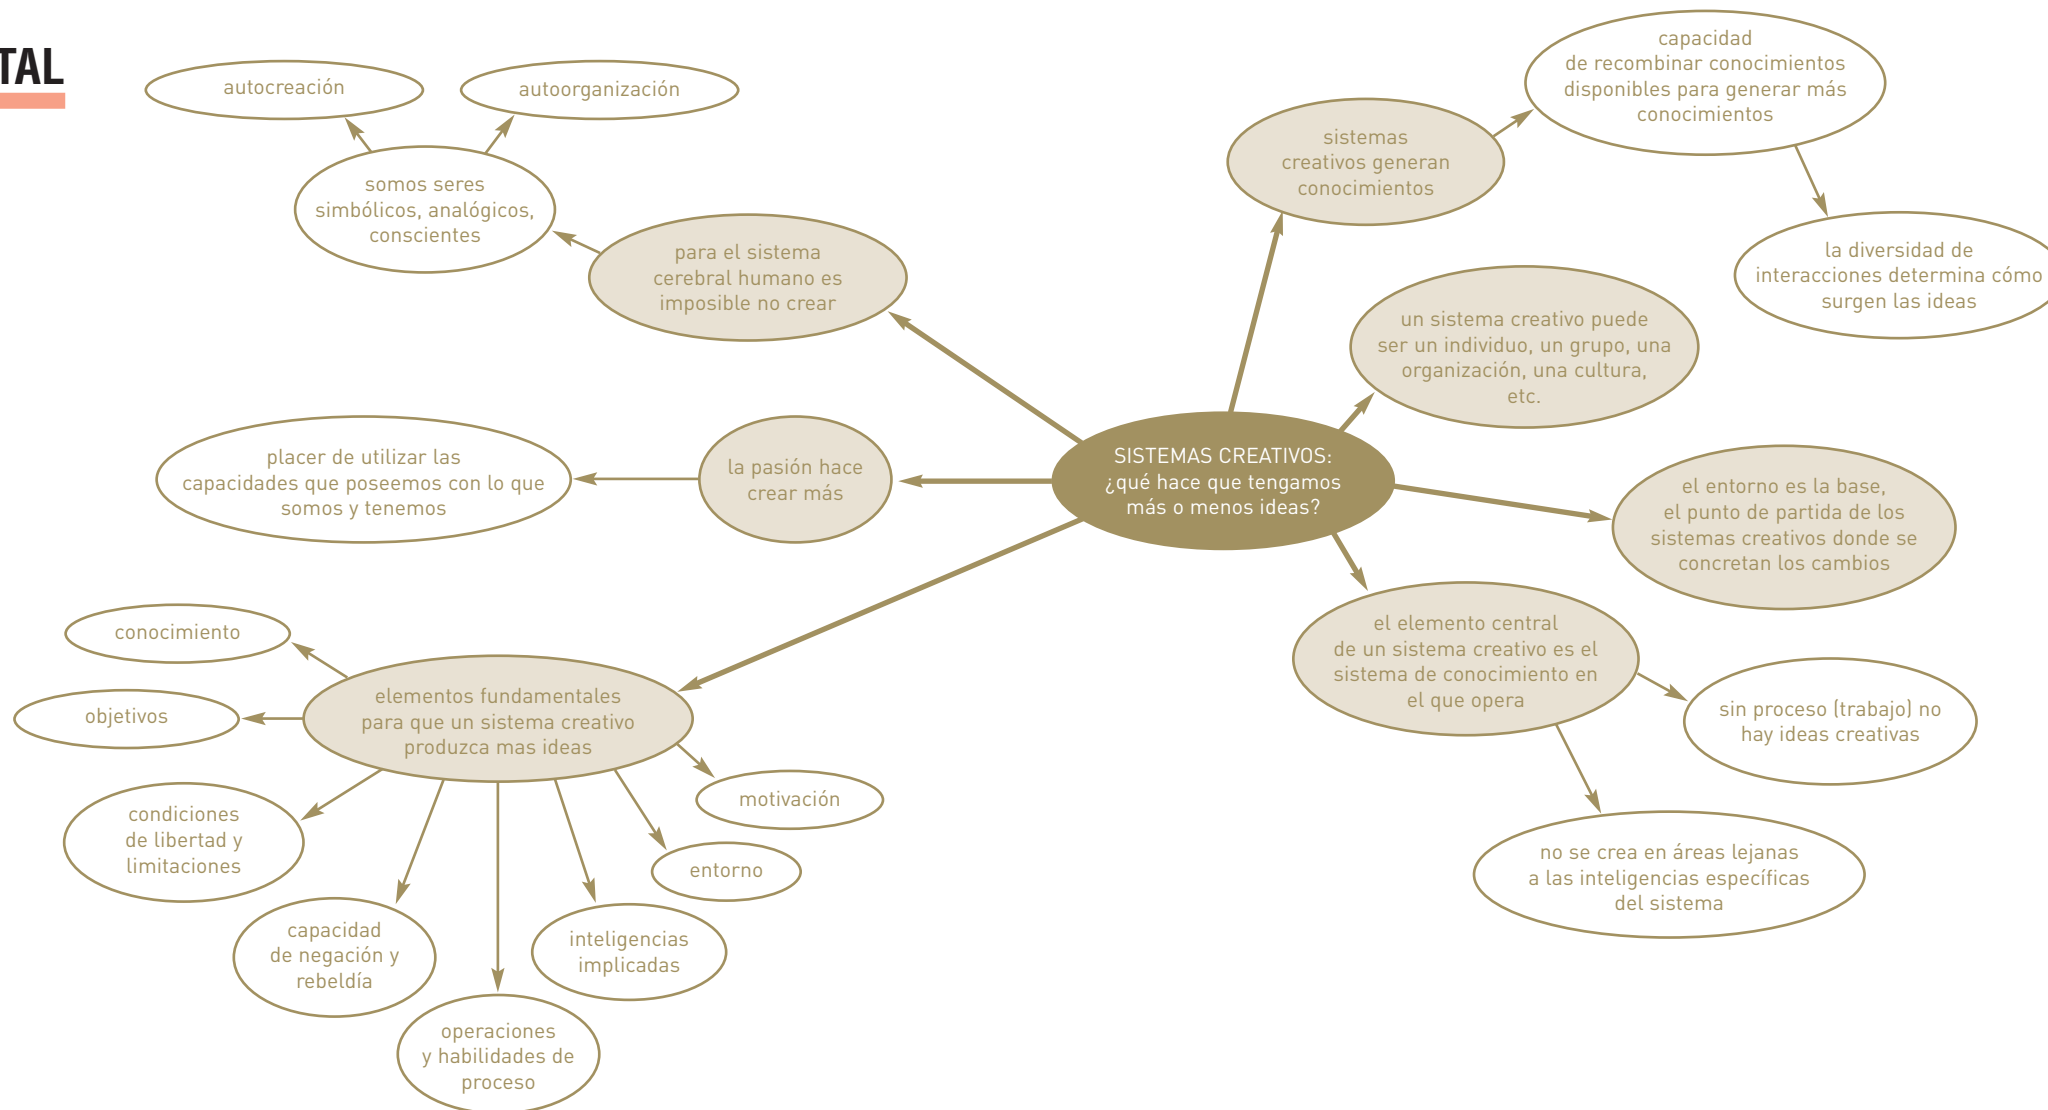 TAL
autocreación
autoorganización
somos seres
simbólicos, analógicos,
conscientes
para el sistema
cerebral humano es
imposible no crear
placer de utilizar las
capacidades que poseemos con lo que
somos y tenemos
la pasión hace
crear más
SISTEMAS CREATIVOS:
¿qué hace que tengamos
más o menos ideas?
sistemas
creativos generan
conocimientos
capacidad
de recombinar conocimientos
disponibles para generar más
conocimientos
la diversidad de
interacciones determina cómo
surgen las ideas
un sistema creativo puede
ser un individuo, un grupo, una
organización, una cultura,
etc.
el entorno es la base,
el punto de partida de los
sistemas creativos donde se
concretan los cambios
el elemento central
de un sistema creativo es el
sistema de conocimiento en
el que opera
sin proceso (trabajo) no
hay ideas creativas
no se crea en áreas lejanas
a las inteligencias específicas
del sistema
elementos fundamentales
para que un sistema creativo
produzca mas ideas
conocimiento
objetivos
condiciones
de libertad y
limitaciones
capacidad
de negación y
rebeldía
operaciones
y habilidades de
proceso
inteligencias
implicadas
entorno
motivación